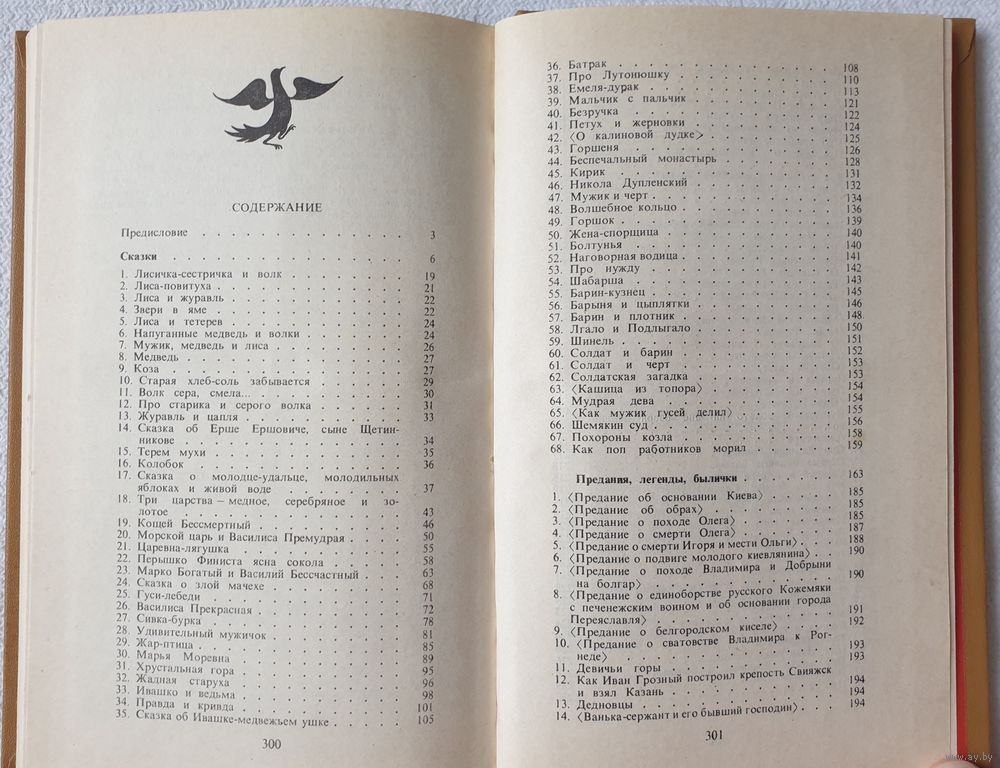 СОДЕРЖАНИЕ
Предисловие . . . . . . . . . . . . . . 3
Сказки . . . . . . . . . . . . . . . . 6
1. Лисичка-сестричка и волк . . . . . . . . 19
2. Лиса-повитуха . . . . . . . . . . . . 21
3. Лиса и журавль . . . . . . . . . . . 22
4. Звери в яме . . . . . . . . . . . . . 22
5. Лиса и тетерев . . . . . . . . . . . 24
6. Напуганные медведь и волки . . . . . . . 24
7. Мужик, медведь и лиса . . . . . . . . . 26
8. Медведь . . . . . . . . . . . . . . 27
9. Коза . . . . . . . . . . . . . . . 27
10. Старая хлеб-соль забывается . . . . . . . 29
11. Волк сера, смела... . . . . . . . . . . 30
12. Про старика и серого волка . . . . . . . 31
13. Журавль и цапля . . . . . . . . . . . 33
14. Сказка об Ерше Ершовиче, сыне Щетин-
никове . . . . . . . . . . . . . . 34
15. Терем мухи . . . . . . . . . . . . . 35
16. Колобок . . . . . . . . . . . . . . 36
17. Сказка о молодце-удальце, молодильных
яблоках и живой воде . . . . . . . . . 37
18. Три царства — медное, серебряное и зо-
лотое . . . . . . . . . . . . . . . 43
19. Кощей Бессмертный . . . . . . . . . . 46
20. Морской царь и Василиса Премудрая . . . . 50
21. Царевна-лягушка . . . . . . . . . . . 55
22. Перышко Финиста ясна сокола . . . . . . 58
23. Марко Богатый и Василий Бессчастный . . . 63
24. Сказка о злой мачехе . . . . . . . . . 68
25. Гуси-лебеди . . . . . . . . . . . . . 71
26. Василиса Прекрасная . . . . . . . . . . 72
27. Сивка-бурка . . . . . . . . . . . . . 78
28. Удивительный мужичок . . . . . . . . . 81
29. Жар-птица . . . . . . . . . . . . . 85
30. Марья Моревна . . . . . . . . . . . . 89
31. Хрустальная гора . . . . . . . . . . . 95
32. Жадная старуха . . . . . . . . . . . 96
33. Ивашко и ведьма . . . . . . . . . . . 98
34. Правда и кривда . . . . . . . . . . . 101
35. Сказка об Ивашке-медвежьем ушке . . . . . 105
300
36. Батрак . . . . . . . . . . . . . . 108
37. Про Лутонюшку . . . . . . . . . . . 110
38. Емеля-дурак . . . . . . . . . . . . 113
39. Мальчик с пальчик . . . . . . . . . . 121
40. Безручка . . . . . . . . . . . . . 122
41. Петух и жерновки . . . . . . . . . . 124
42. ⟨О калиновой дудке⟩ . . . . . . . . . 125
43. Горшеня . . . . . . . . . . . . . . 126
44. Беспечальный монастырь . . . . . . . . 128
45. Кирик . . . . . . . . . . . . . . 131
46. Никола Дупленский . . . . . . . . . . 132
47. Мужик и черт . . . . . . . . . . . . 134
48. Волшебное кольцо . . . . . . . . . . 136
49. Горшок . . . . . . . . . . . . . . 139
50. Жена-спорщица . . . . . . . . . . . 140
51. Болтунья . . . . . . . . . . . . . 140
52. Наговорная водица . . . . . . . . . . 141
53. Про нужду . . . . . . . . . . . . . 142
54. Шабарша . . . . . . . . . . . . . . 143
55. Барин-кузнец . . . . . . . . . . . . 145
56. Барыня и цыплятки . . . . . . . . . . 146
57. Барин и плотник . . . . . . . . . . . 148
58. Лгало и Подлыгало . . . . . . . . . . 150
59. Шинель . . . . . . . . . . . . . . 151
60. Солдат и барин . . . . . . . . . . . 152
61. Солдат и черт . . . . . . . . . . . 153
62. Солдатская загадка . . . . . . . . . . 153
63. ⟨Кашица из топора⟩ . . . . . . . . . . 154
64. Мудрая дева . . . . . . . . . . . . 154
65. ⟨Как мужик гусей делил⟩ . . . . . . . . 155
66. Шемякин суд . . . . . . . . . . . . 156
67. Похороны козла . . . . . . . . . . . 158
68. Как поп работников морил . . . . . . . 159
Предания, легенды, былички . . . . . . . . 163
1. ⟨Предание об основании Киева⟩ . . . . . . 185
2. ⟨Предание об обрах⟩ . . . . . . . . . 185
3. ⟨Предание о походе Олега⟩ . . . . . . . 185
4. ⟨Предание о смерти Олега⟩ . . . . . . . 187
5. ⟨Предание о смерти Игоря и мести Ольги⟩ . . 188
6. ⟨Предание о подвиге молодого киевлянина⟩ . . 190
7. ⟨Предание о походе Владимира и Добрыни
на болгар⟩ . . . . . . . . . . . . . 190
8. ⟨Предание о единоборстве русского Кожемяки
с печенежским воином и об основании города
Переяславля⟩ . . . . . . . . . . . . 191
9. ⟨Предание о белгородском киселе⟩ . . . . . 192
10. ⟨Предание о сватовстве Владимира к Рог-
неде⟩ . . . . . . . . . . . . . . 193
11. Девичьи горы . . . . . . . . . . . . 193
12. Как Иван Грозный построил крепость Свияжск
и взял Казань . . . . . . . . . . . . 194
13. Дедновцы . . . . . . . . . . . . . 194
14. ⟨Ванька-сержант и его бывший господин⟩ . . . 194
301
www.ay.by